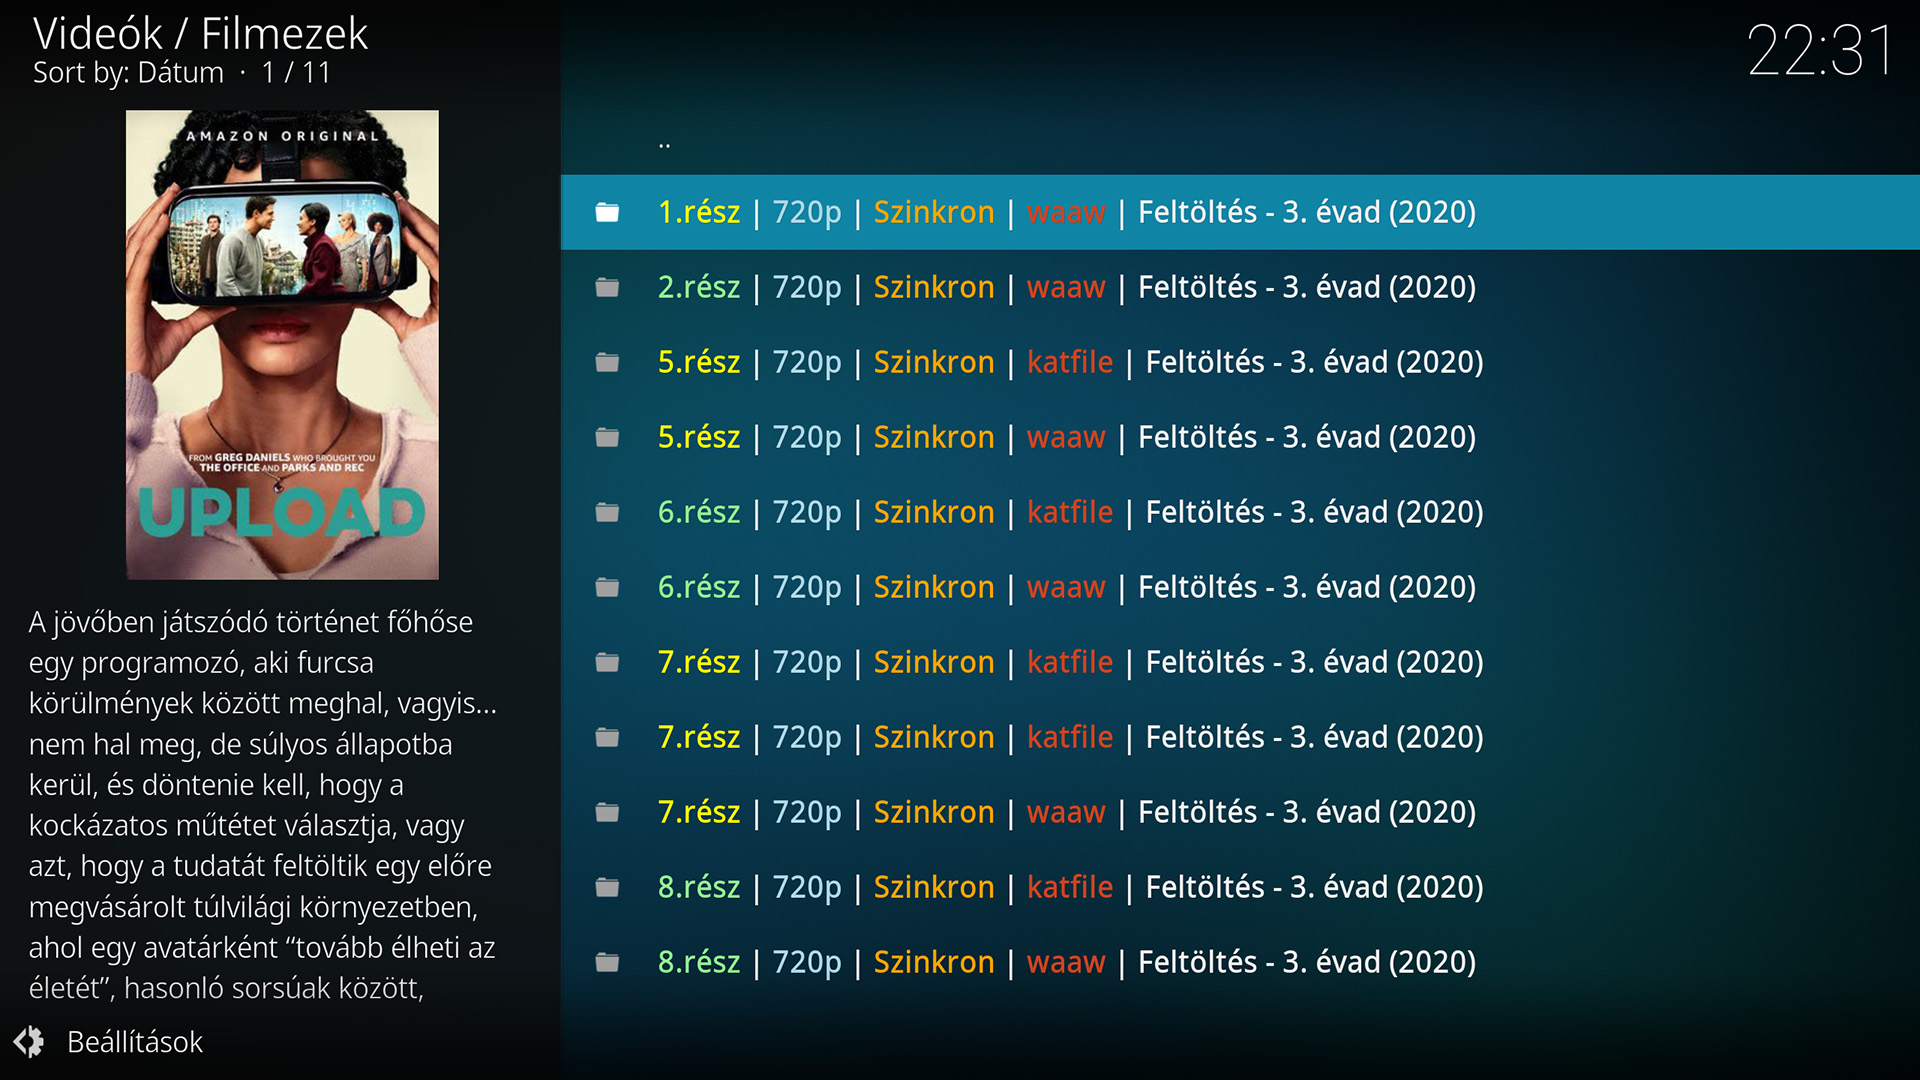 Videók / Filmezek
Sort by: Dátum · 1 / 11
22:31
AMAZON ORIGINAL
FROM GREG DANIELS WHO BROUGHT YOU
THE OFFICE AND PARKS AND REC
UPLOAD
A jövőben játszódó történet főhőse
egy programozó, aki furcsa
körülmények között meghal, vagyis...
nem hal meg, de súlyos állapotba
kerül, és döntenie kell, hogy a
kockázatos műtétet választja, vagy
azt, hogy a tudatát feltöltik egy előre
megvásárolt túlvilági környezetben,
ahol egy avatárként “tovább élheti az
életét”, hasonló sorsúak között,
Beállítások
..
1.rész | 720p | Szinkron | waaw | Feltöltés - 3. évad (2020)
2.rész | 720p | Szinkron | waaw | Feltöltés - 3. évad (2020)
5.rész | 720p | Szinkron | katfile | Feltöltés - 3. évad (2020)
5.rész | 720p | Szinkron | waaw | Feltöltés - 3. évad (2020)
6.rész | 720p | Szinkron | katfile | Feltöltés - 3. évad (2020)
6.rész | 720p | Szinkron | waaw | Feltöltés - 3. évad (2020)
7.rész | 720p | Szinkron | katfile | Feltöltés - 3. évad (2020)
7.rész | 720p | Szinkron | katfile | Feltöltés - 3. évad (2020)
7.rész | 720p | Szinkron | waaw | Feltöltés - 3. évad (2020)
8.rész | 720p | Szinkron | katfile | Feltöltés - 3. évad (2020)
8.rész | 720p | Szinkron | waaw | Feltöltés - 3. évad (2020)